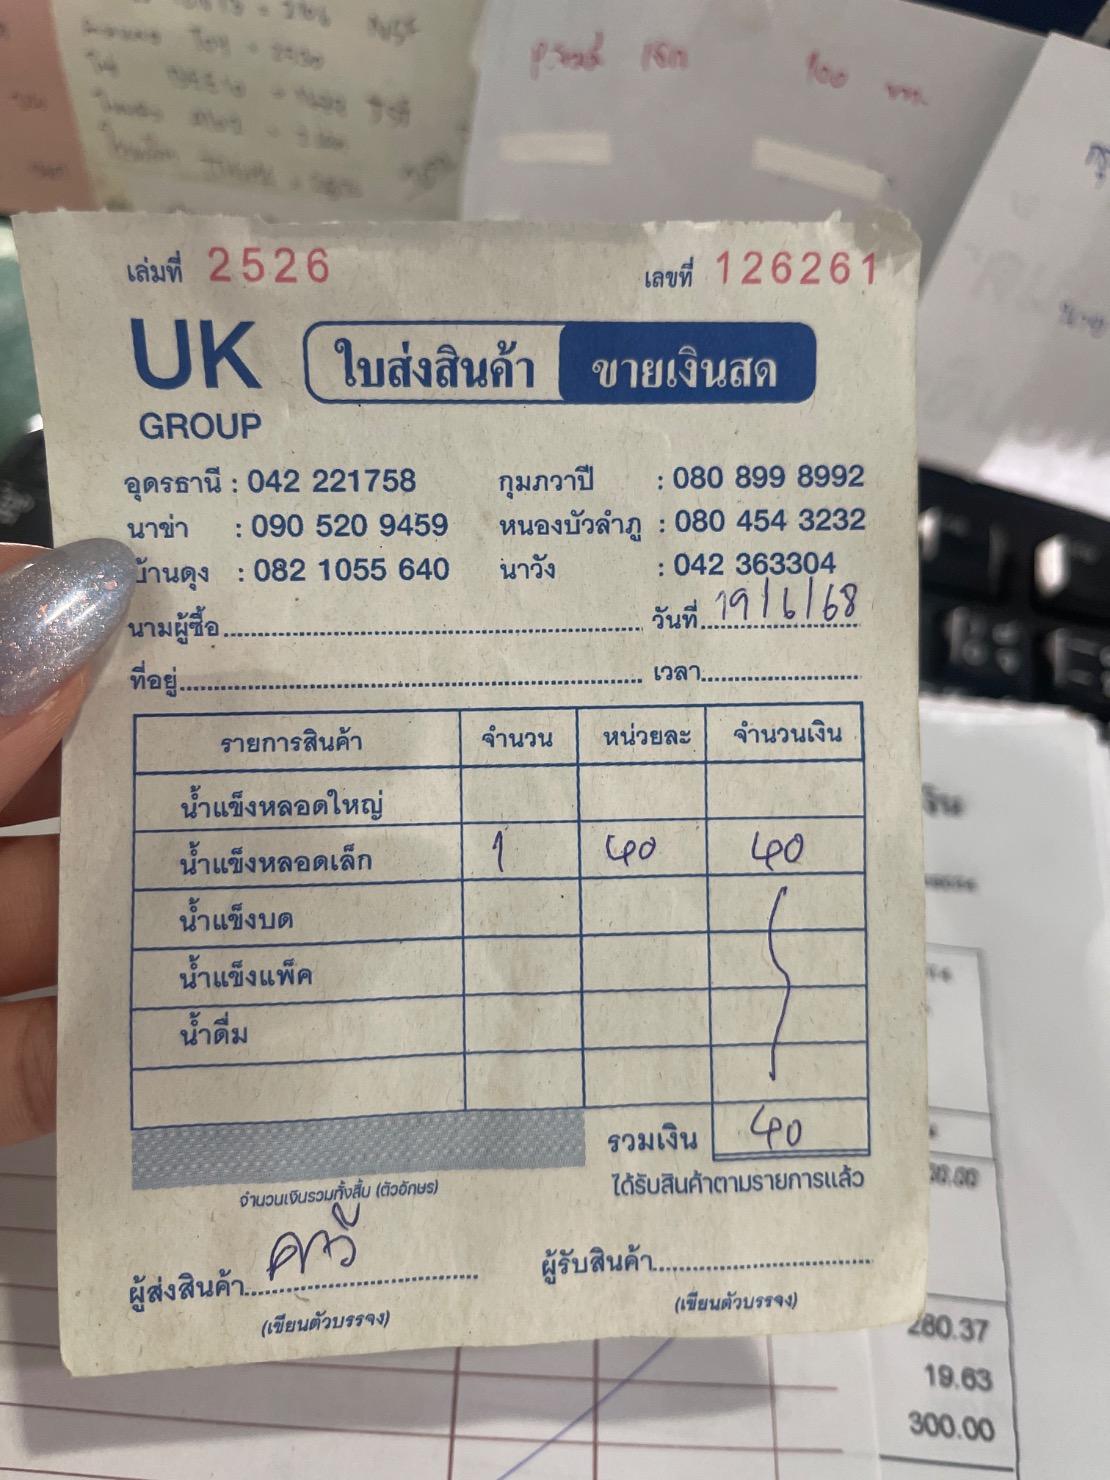 เล่มที่ 2526 เลขที่ 126261
UK GROUP
ใบส่งสินค้า ขายเงินสด
อุดรธานี : 042 221758 กุมภวาปี : 080 899 8992
นาข่า : 090 520 9459 หนองบัวลำภู : 080 454 3232
บ้านดุง : 082 1055 640 นาวัง : 042 363304
นามผู้ซื้อ วันที่ 19/6/68
ที่อยู่ เวลา
รายการสินค้า จำนวน หน่วยละ จำนวนเงิน
น้ำแข็งหลอดใหญ่
น้ำแข็งหลอดเล็ก 1 40 40
น้ำแข็งบด
น้ำแข็งแพ็ค
น้ำดื่ม
รวมเงิน 40
จำนวนเงินรวมทั้งสิ้น (ตัวอักษร) ได้รับสินค้าตามรายการแล้ว
ผู้ส่งสินค้า ผู้รับสินค้า
(เขียนตัวบรรจง) (เขียนตัวบรรจง)
280.37
19.63
300.00